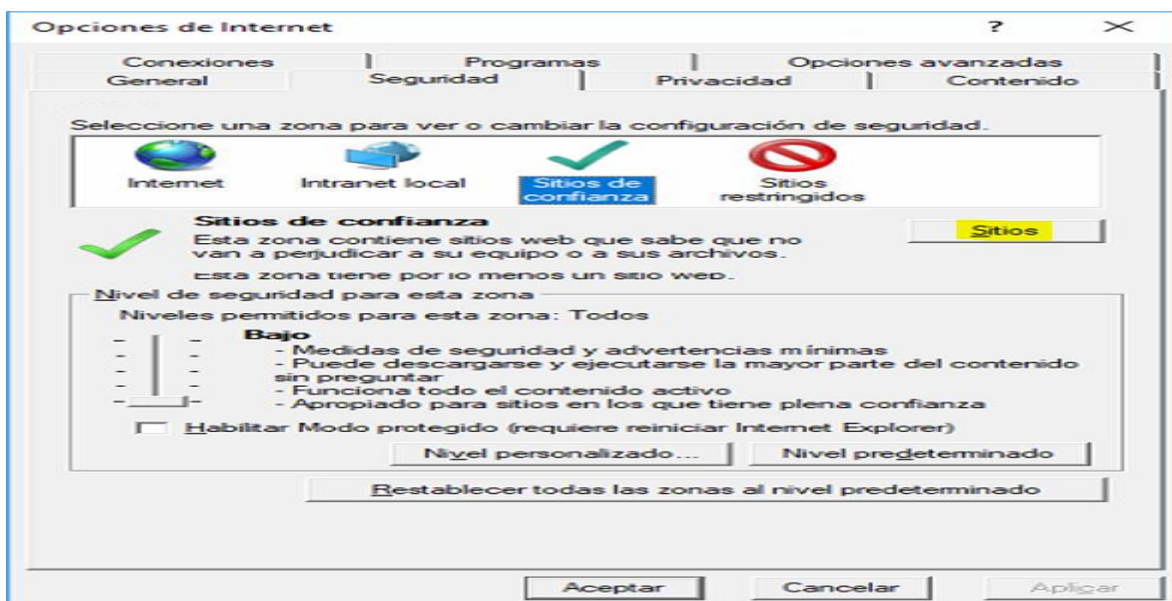 Opciones de Internet ? ×
Conexiones Programas Opciones avanzadas
General Seguridad Privacidad Contenido
Seleccione una zona para ver o cambiar la configuración de seguridad.
Internet Intranet local Sitios de confianza Sitios restringidos
Sitios de confianza
Sitios
Esta zona contiene sitios web que sabe que no
van a perjudicar a su equipo o a sus archivos.
Esta zona tiene por lo menos un sitio web.
Nivel de seguridad para esta zona
Niveles permitidos para esta zona: Todos
Bajo
- Medidas de seguridad y advertencias mínimas
- Puede descargarse y ejecutarse la mayor parte del contenido
sin preguntar
- Funciona todo el contenido activo
- Apropiado para sitios en los que tiene plena confianza
Habilitar Modo protegido (requiere reiniciar Internet Explorer)
Nivel personalizado... Nivel predeterminado
Restablecer todas las zonas al nivel predeterminado
Aceptar Cancelar Aplicar